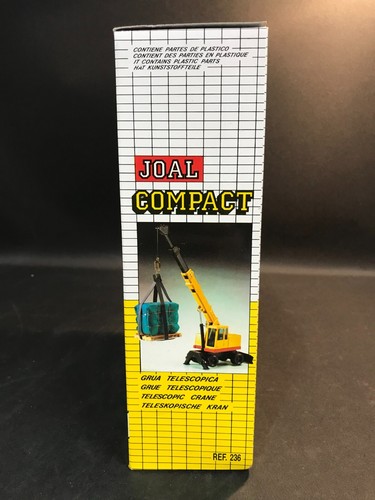 CONTIENE PARTES DE PLASTICO
CONTIENT DES PARTIES EN PLASTIQUE
IT CONTAINS PLASTIC PARTS
HAT KUNSTSTOFFTEILE
JOAL
COMPACT
GRUA TELESCOPICA
GRUE TELESCOPIQUE
TELESCOPIC CRANE
TELESKOPISCHE KRAN
REF. 236